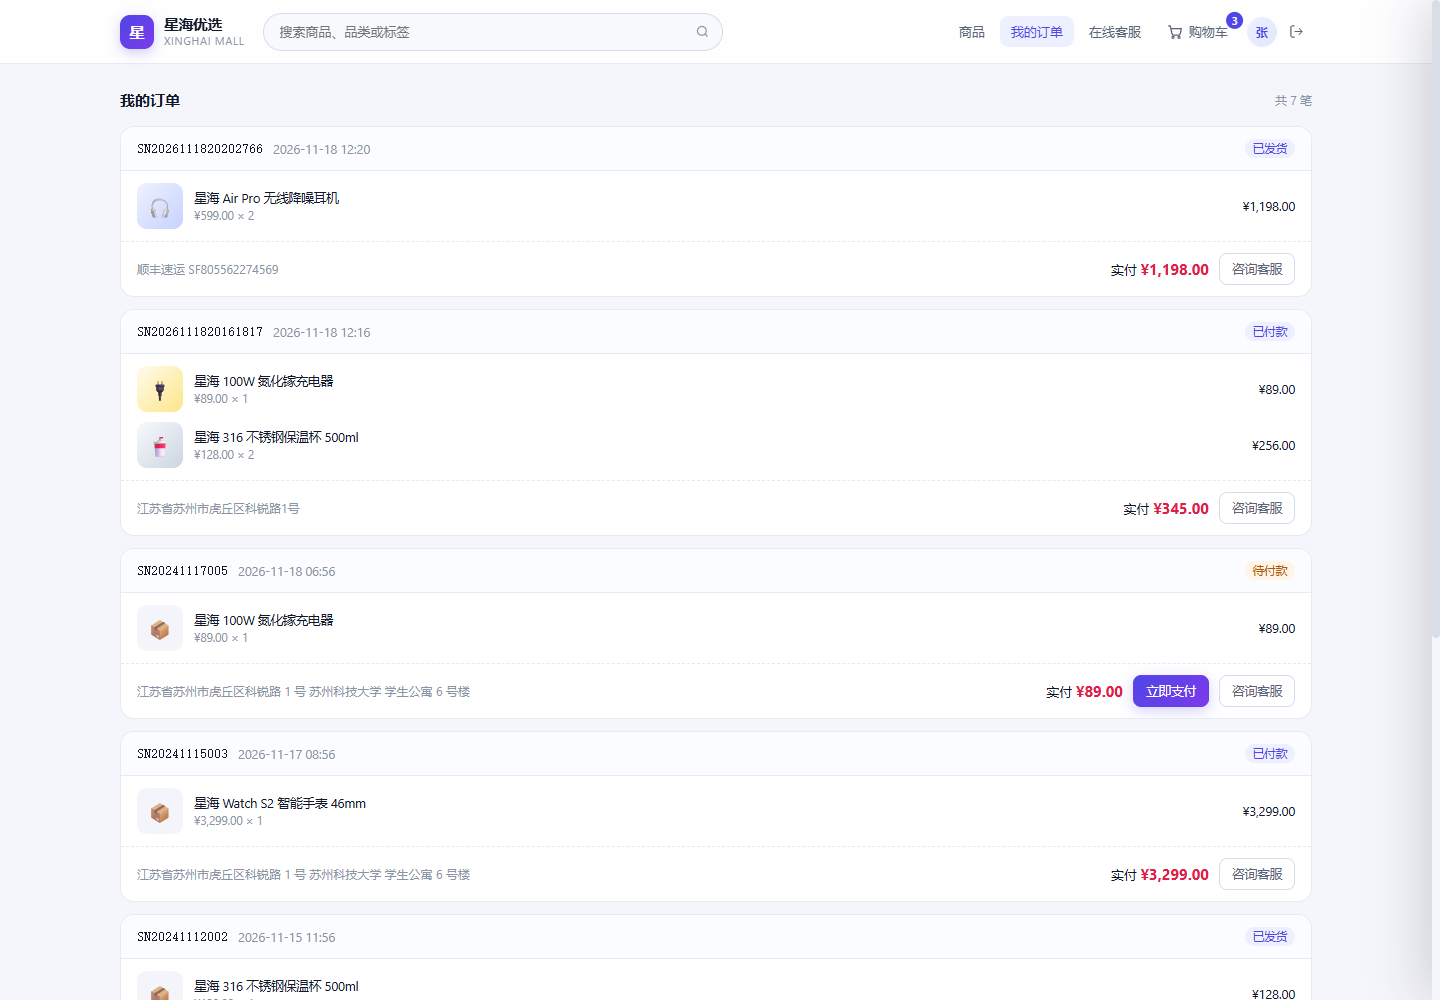 星
星海优选
XINGHAI MALL
搜索商品、品类或标签
商品
我的订单
在线客服
购物车
3
张
我的订单
共 7 笔
SN2026111820202766
2026-11-18 12:20
已发货
星海 Air Pro 无线降噪耳机
¥599.00 × 2
¥1,198.00
顺丰速运 SF805562274569
实付 ¥1,198.00
咨询客服
SN2026111820161817
2026-11-18 12:16
已付款
星海 100W 氮化镓充电器
¥89.00 × 1
¥89.00
星海 316 不锈钢保温杯 500ml
¥128.00 × 2
¥256.00
江苏省苏州市虎丘区科锐路1号
实付 ¥345.00
咨询客服
SN20241117005
2026-11-18 06:56
待付款
星海 100W 氮化镓充电器
¥89.00 × 1
¥89.00
江苏省苏州市虎丘区科锐路 1 号 苏州科技大学 学生公寓 6 号楼
实付 ¥89.00
立即支付
咨询客服
SN20241115003
2026-11-17 08:56
已付款
星海 Watch S2 智能手表 46mm
¥3,299.00 × 1
¥3,299.00
江苏省苏州市虎丘区科锐路 1 号 苏州科技大学 学生公寓 6 号楼
实付 ¥3,299.00
咨询客服
SN20241112002
2026-11-15 11:56
已发货
星海 316 不锈钢保温杯 500ml
¥128.00